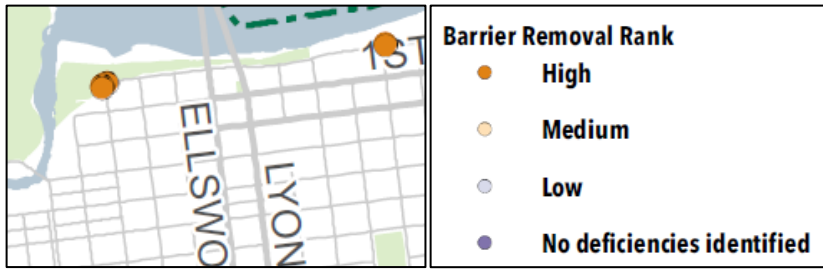 1ST
ELLSWO
LYON
Barrier Removal Rank
High
Medium
Low
No deficiencies identified